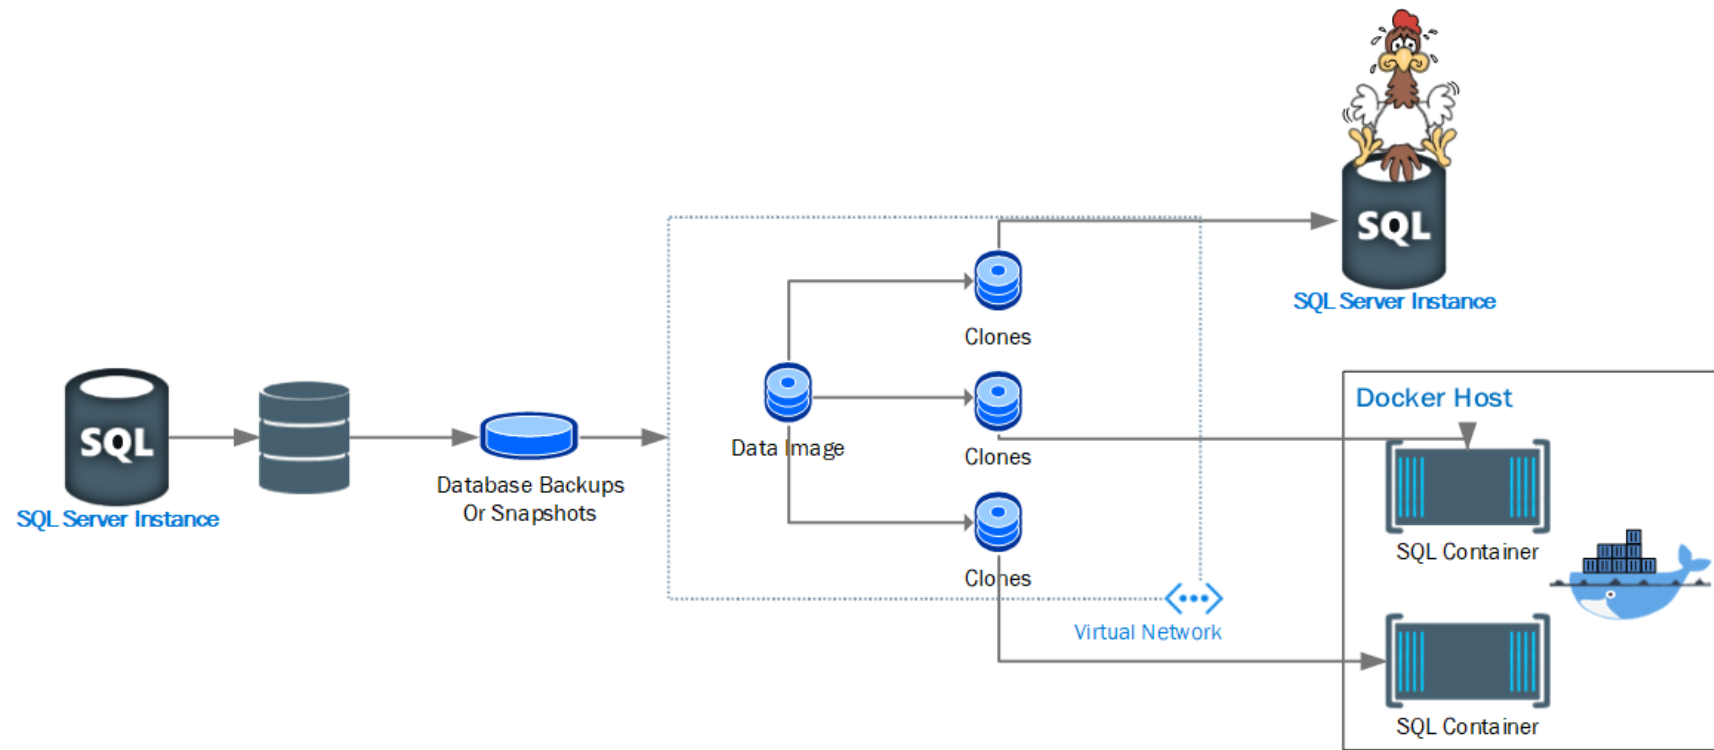 SQL
SQL Server Instance
Clones
SQL
SQL Server Instance
Database Backups
Or Snapshots
Data Image
Clones
Clones
Virtual Network
Docker Host
SQL Container
SQL Container